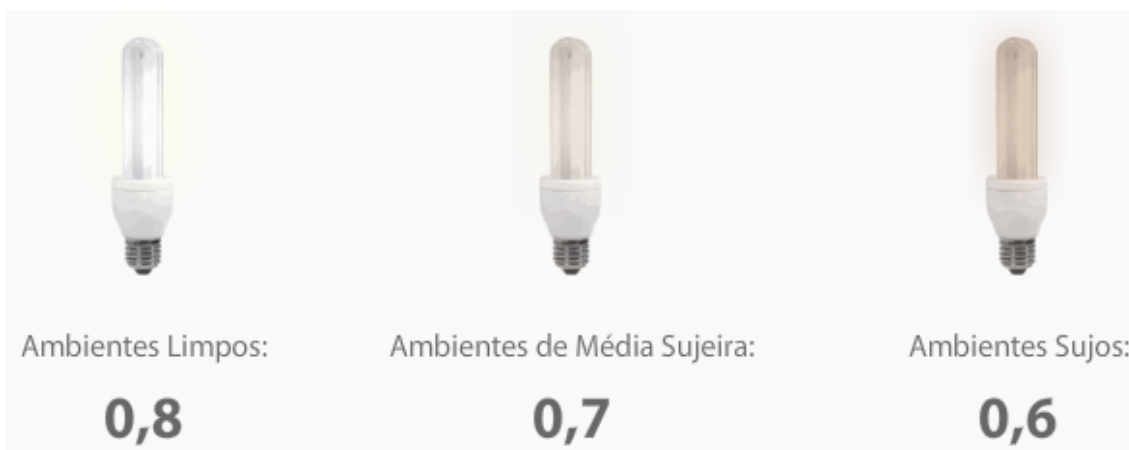 Ambientes Limpos:
0,8
Ambientes de Média Sujeira:
0,7
Ambientes Sujos:
0,6